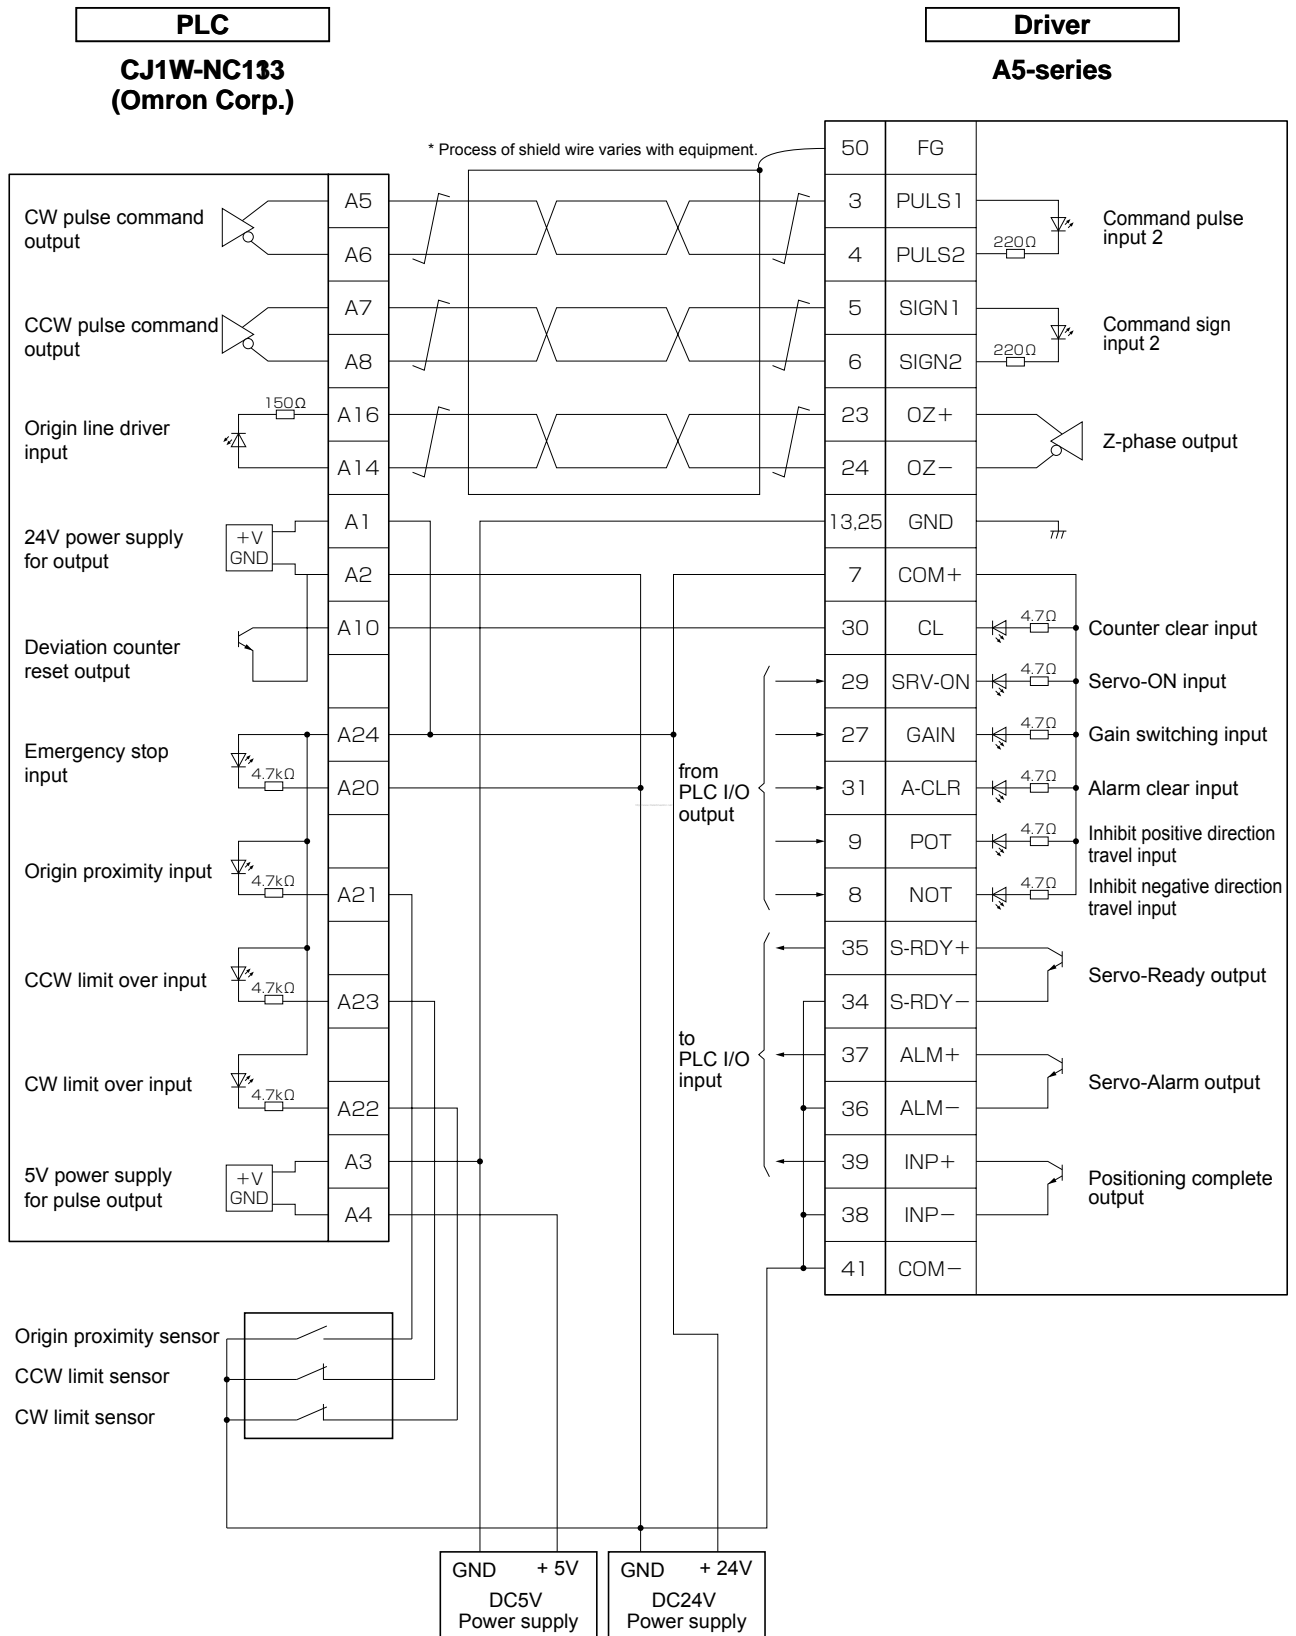 PLC
Driver
CJ1W-NC133
(Omron Corp.)
A5-series
* Process of shield wire varies with equipment.
CW pulse command
output
A5
A6
3
PULS1
4
PULS2
220Ω
Command pulse
input 2
CCW pulse command
output
A7
A8
5
SIGN1
6
SIGN2
220Ω
Command sign
input 2
50
FG
Origin line driver
input
150Ω
A16
A14
23
OZ+
24
OZ−
Z-phase output
24V power supply
for output
+V
GND
A1
A2
13,25
GND
7
COM+
Deviation counter
reset output
A10
30
CL
4.7Ω
Counter clear input
29
SRV-ON
4.7Ω
Servo-ON input
Emergency stop
input
4.7kΩ
A24
A20
from
PLC I/O
output
27
GAIN
4.7Ω
Gain switching input
31
A-CLR
4.7Ω
Alarm clear input
Origin proximity input
4.7kΩ
A21
9
POT
4.7Ω
Inhibit positive direction
travel input
8
NOT
4.7Ω
Inhibit negative direction
travel input
CCW limit over input
4.7kΩ
A23
35
S-RDY+
34
S-RDY−
Servo-Ready output
CW limit over input
4.7kΩ
A22
to
PLC I/O
input
37
ALM+
36
ALM−
Servo-Alarm output
5V power supply
for pulse output
+V
GND
A3
A4
39
INP+
38
INP−
Positioning complete
output
41
COM−
Origin proximity sensor
CCW limit sensor
CW limit sensor
GND + 5V
DC5V
Power supply
GND + 24V
DC24V
Power supply